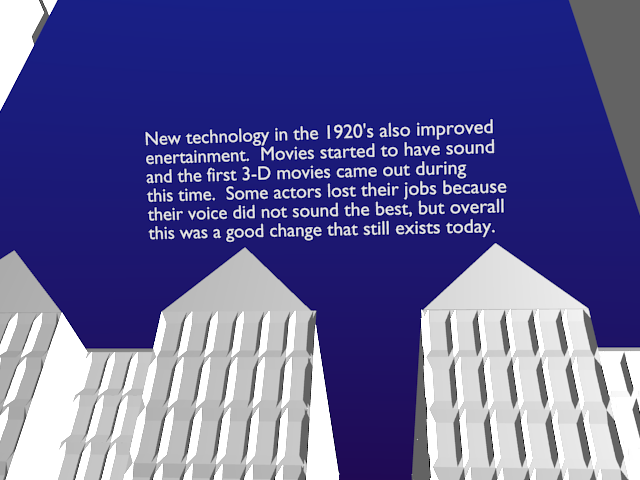 New technology in the 1920's also improved
enertainment.  Movies started to have sound
and the first 3-D movies came out during
this time.  Some actors lost their jobs because
their voice did not sound the best, but overall
this was a good change that still exists today.